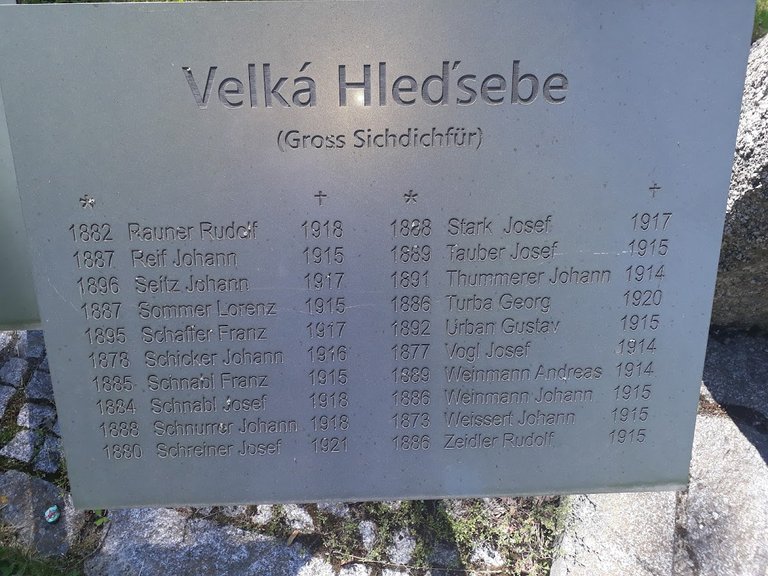 Velká Hleďsebe
(Gross Sichdichfür)
* † * †
1882 Rauner Rudolf 1918 1888 Stark Josef 1917
1887 Reif Johann 1915 1889 Tauber Josef 1915
1896 Seitz Johann 1917 1891 Thummerer Johann 1914
1887 Sommer Lorenz 1915 1886 Turba Georg 1920
1895 Schaffer Franz 1917 1892 Urban Gustav 1915
1878 Schicker Johann 1916 1877 Vogl Josef 1914
1885 Schnabl Franz 1915 1889 Weinmann Andreas 1914
1884 Schnabl Josef 1918 1886 Weinmann Johann 1915
1888 Schnurrer Johann 1918 1873 Weissert Johann 1915
1880 Schreiner Josef 1921 1886 Zeidler Rudolf 1915